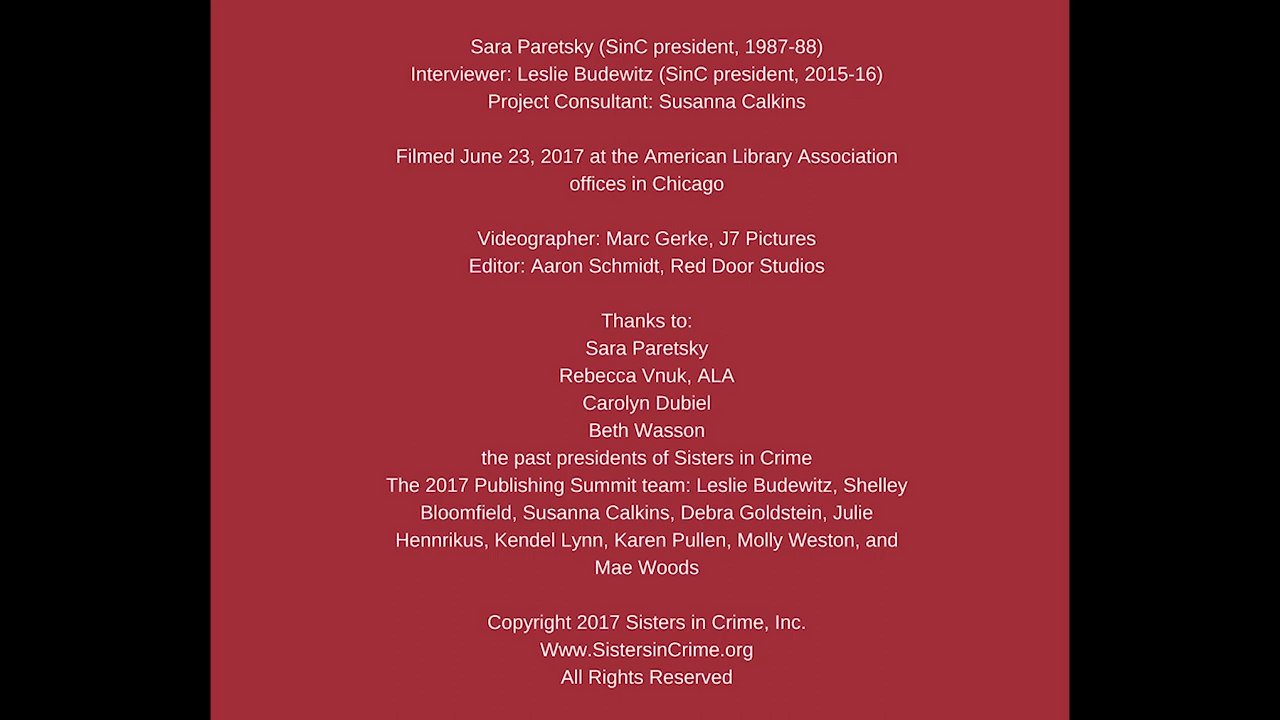 Sara Paretsky (SinC president, 1987-88)
Interviewer: Leslie Budewitz (SinC president, 2015-16)
Project Consultant: Susanna Calkins
Filmed June 23, 2017 at the American Library Association
offices in Chicago
Videographer: Marc Gerke, J7 Pictures
Editor: Aaron Schmidt, Red Door Studios
Thanks to:
Sara Paretsky
Rebecca Vnuk, ALA
Carolyn Dubiel
Beth Wasson
the past presidents of Sisters in Crime
The 2017 Publishing Summit team: Leslie Budewitz, Shelley
Bloomfield, Susanna Calkins, Debra Goldstein, Julie
Hennrikus, Kendel Lynn, Karen Pullen, Molly Weston, and
Mae Woods
Copyright 2017 Sisters in Crime, Inc.
Www.SistersinCrime.org
All Rights Reserved